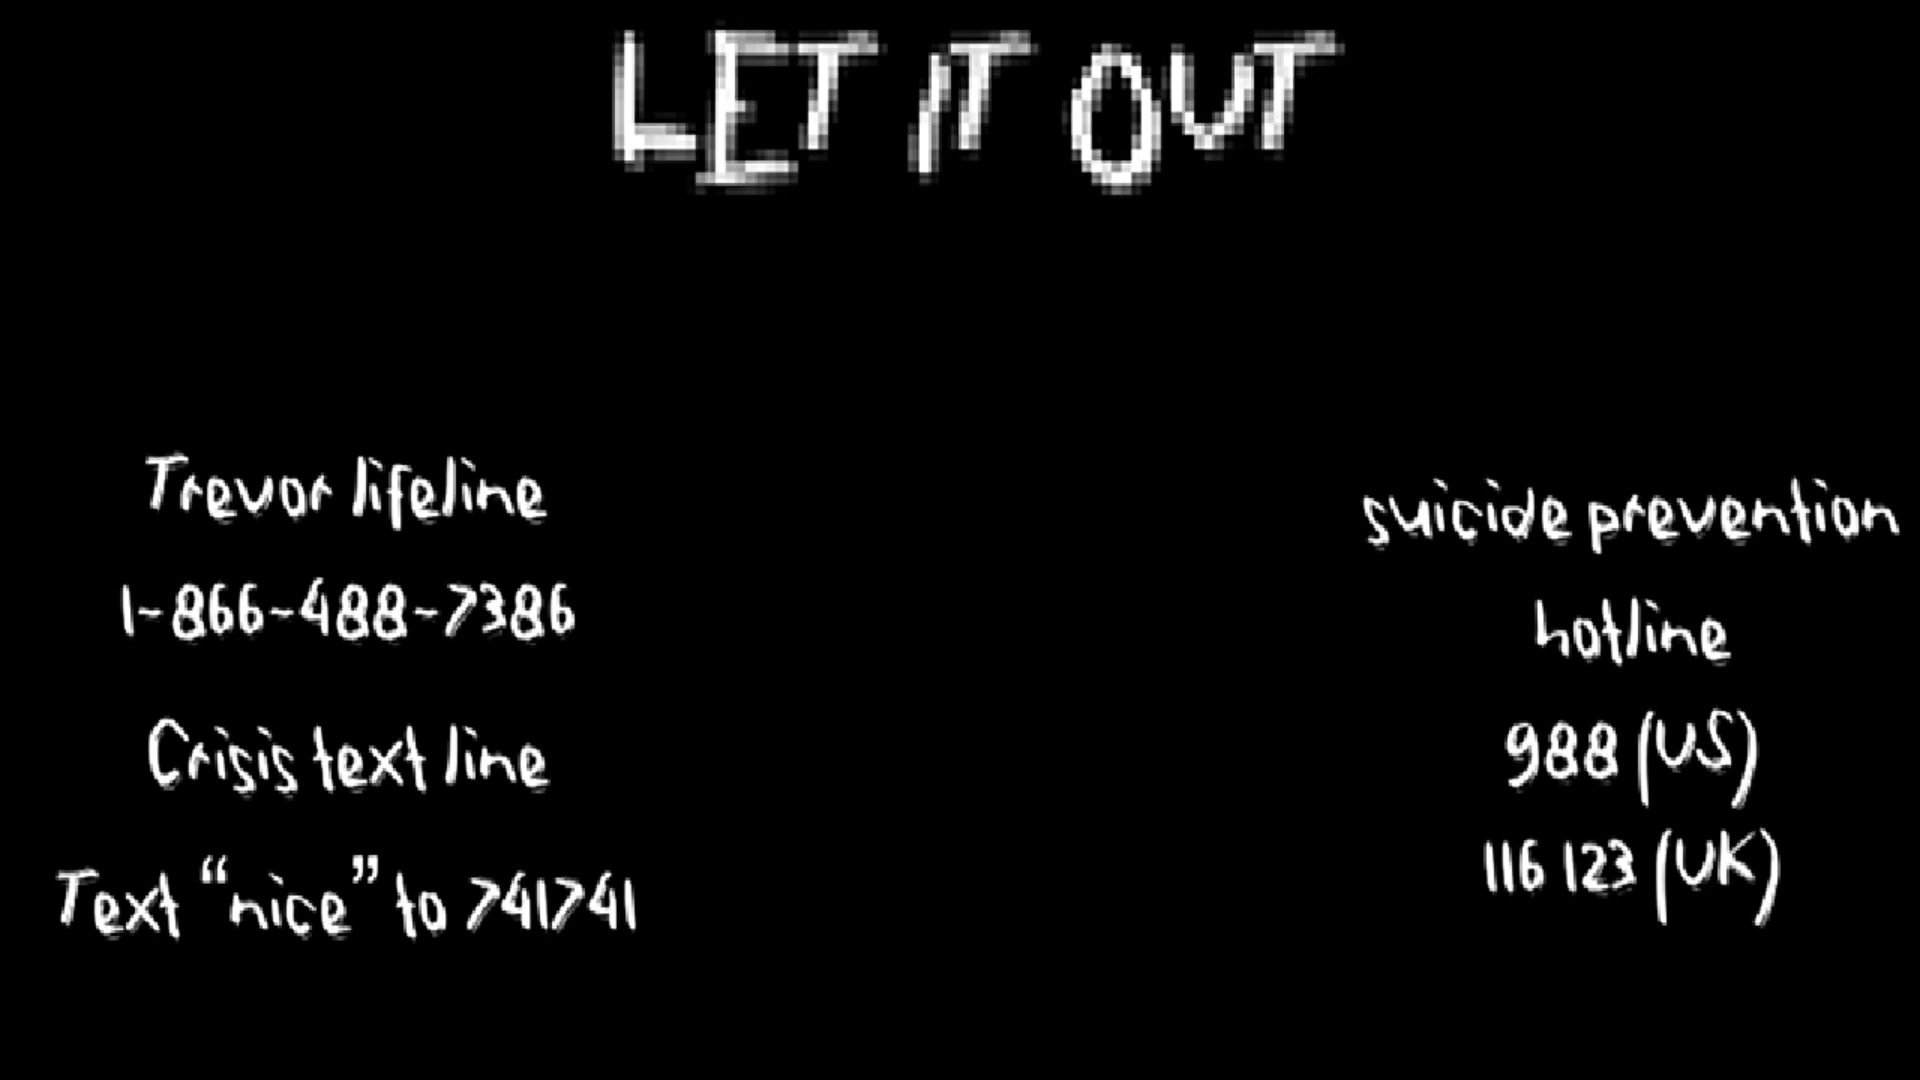 LET IT OUT
Trevor lifeline
1-866-488-7386
Crisis text line
Text “nice” to 741741
suicide prevention
hotline
988 (US)
116 123 (UK)